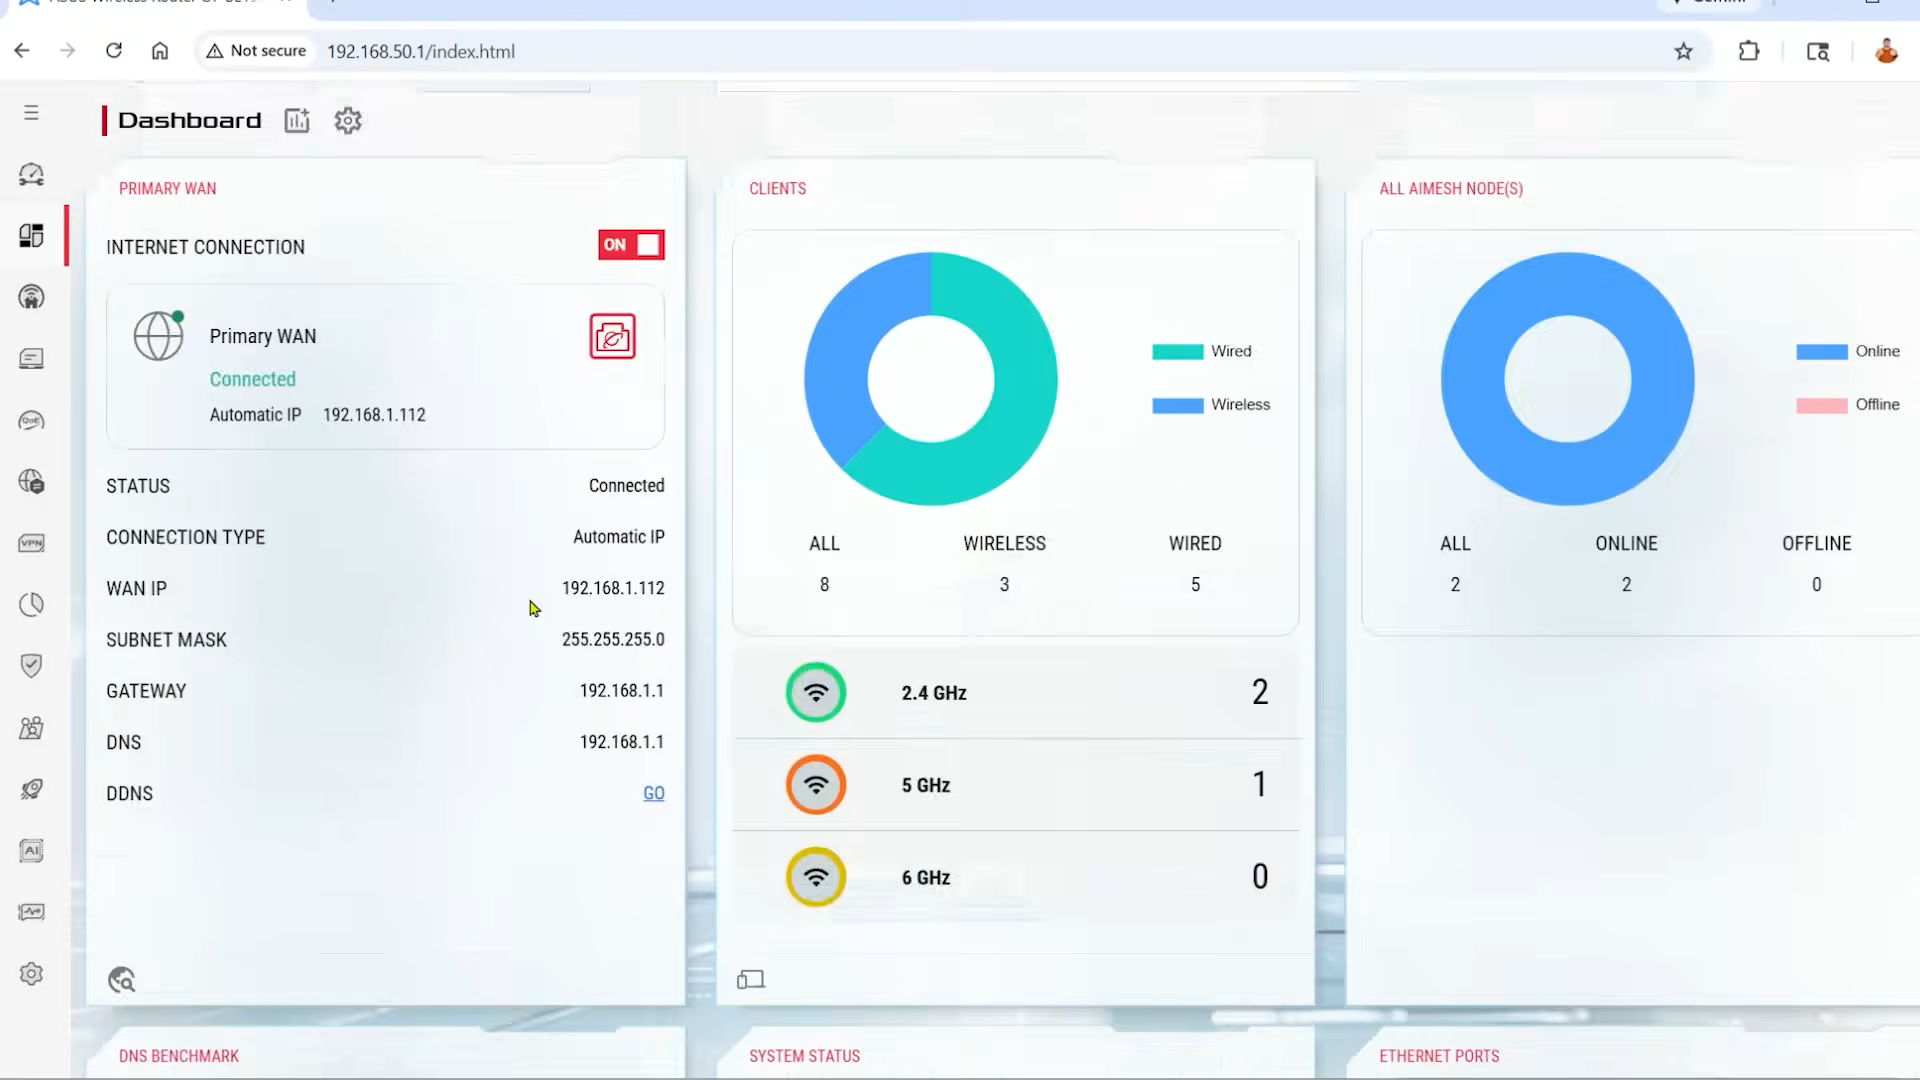 Not secure 192.168.50.1/index.html
Dashboard
PRIMARY WAN
INTERNET CONNECTION
ON
Primary WAN
Connected
Automatic IP 192.168.1.112
STATUS Connected
CONNECTION TYPE Automatic IP
WAN IP 192.168.1.112
SUBNET MASK 255.255.255.0
GATEWAY 192.168.1.1
DNS 192.168.1.1
DDNS GO
CLIENTS
Wired
Wireless
ALL WIRELESS WIRED
8 3 5
2.4 GHz 2
5 GHz 1
6 GHz 0
ALL AIMESH NODE(S)
Online
Offline
ALL ONLINE OFFLINE
2 2 0
QoE
VPN
AI
DNS BENCHMARK
SYSTEM STATUS
ETHERNET PORTS